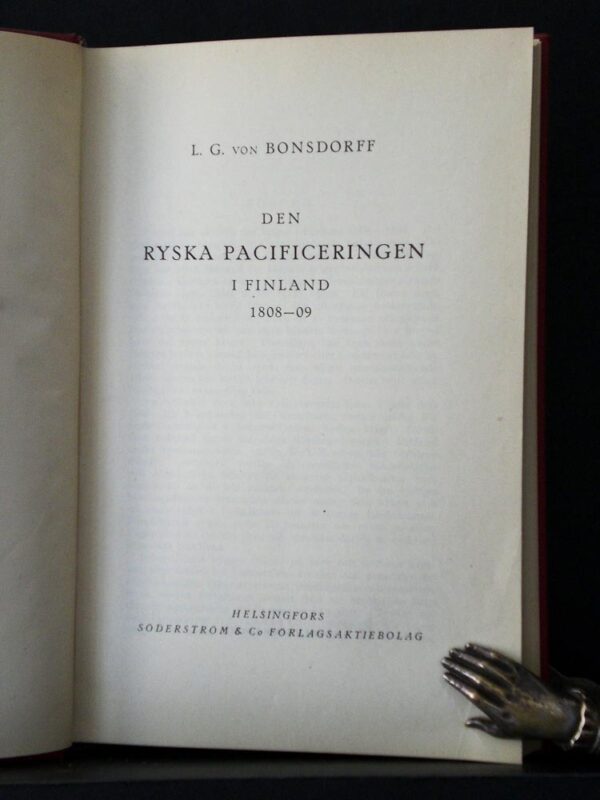 L. G. VON BONSDORFF
DEN
RYSKA PACIFICERINGEN
I FINLAND
1808—09
HELSINGFORS
SÖDERSTRÖM & Co FÖRLAGSAKTIEBOLAG